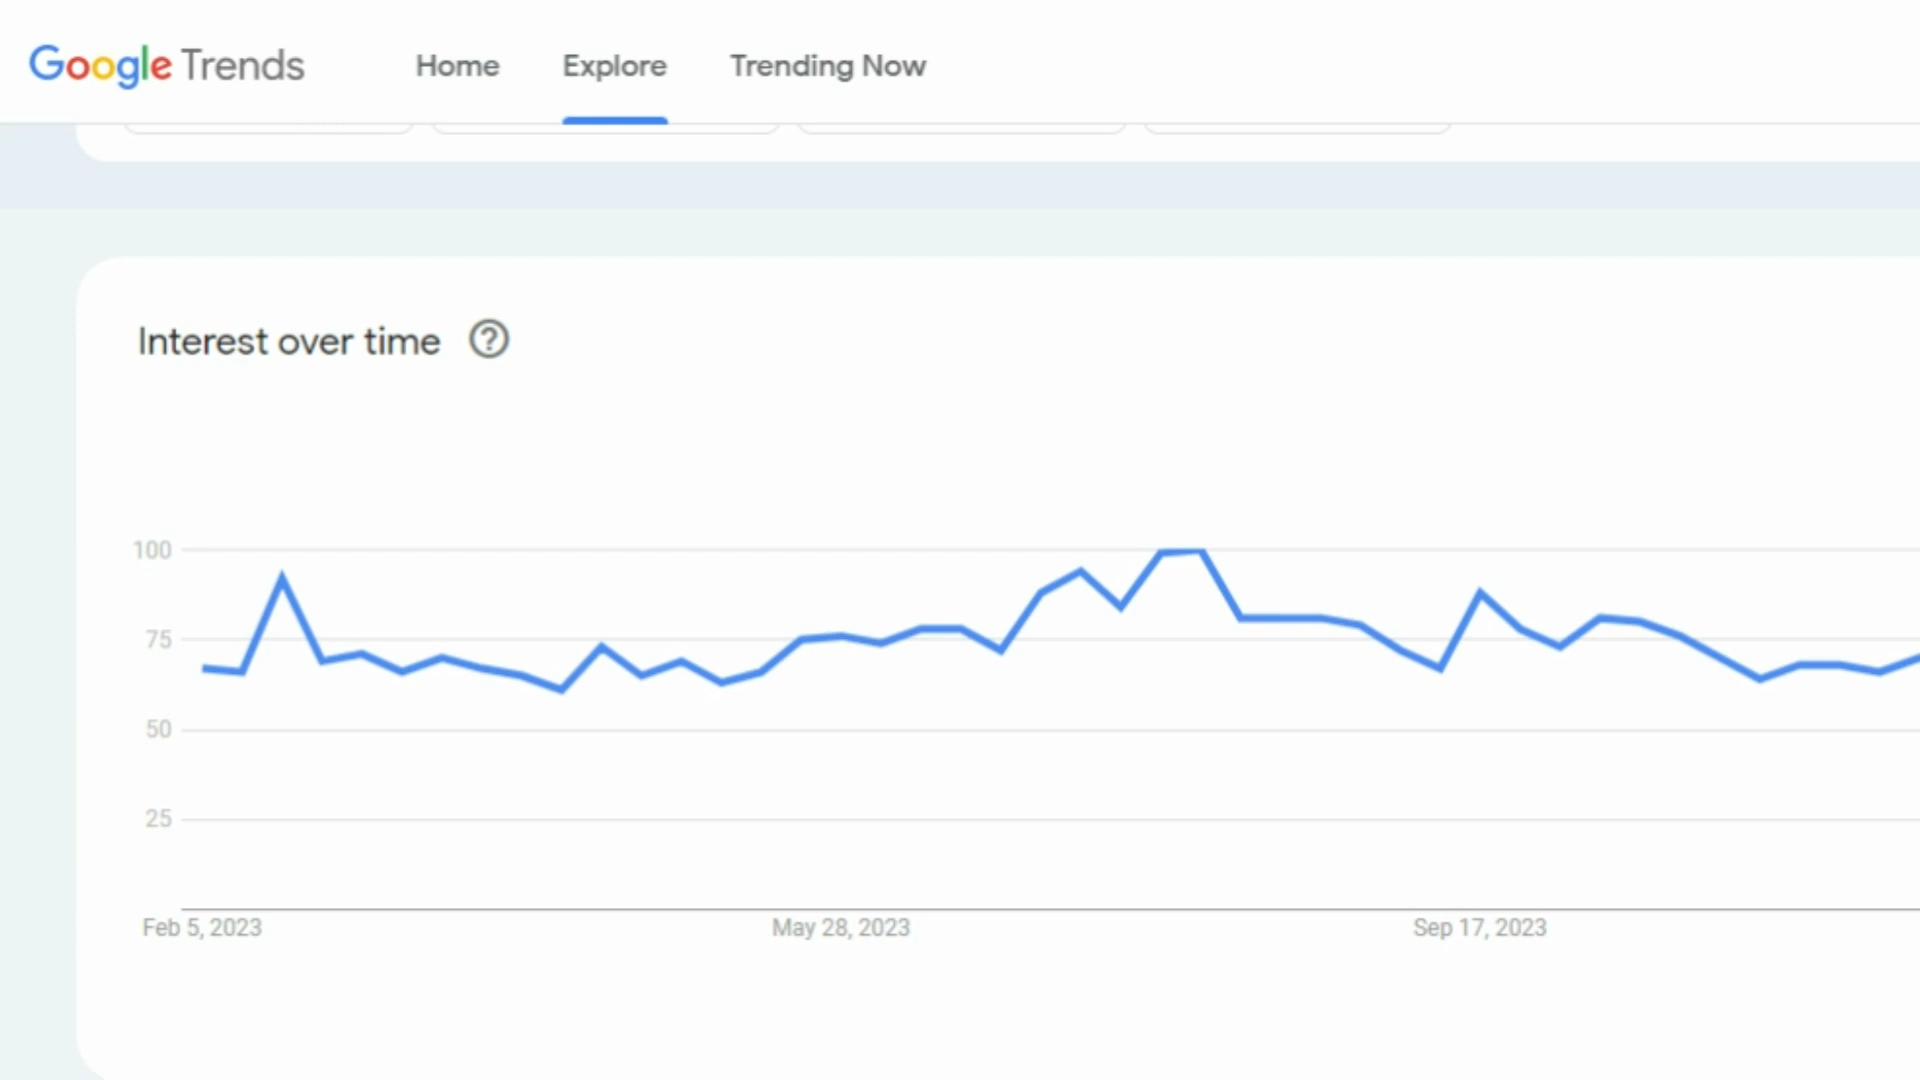 Google Trends Home Explore Trending Now
Interest over time ?
100
75
50
25
Feb 5, 2023 May 28, 2023 Sep 17, 2023